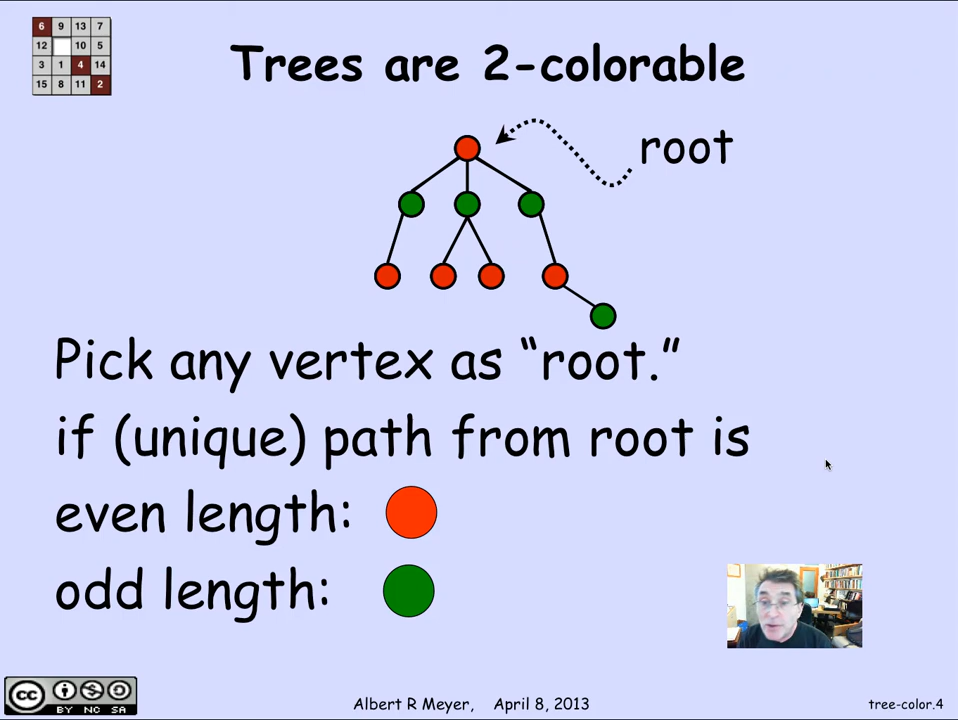 6 9 13 7
12 10 5
3 1 4 14
15 8 11 2
Trees are 2-colorable
root
Pick any vertex as “root.”
if (unique) path from root is
even length:
odd length:
cc
BY NC SA
Albert R Meyer, April 8, 2013
tree-color.4